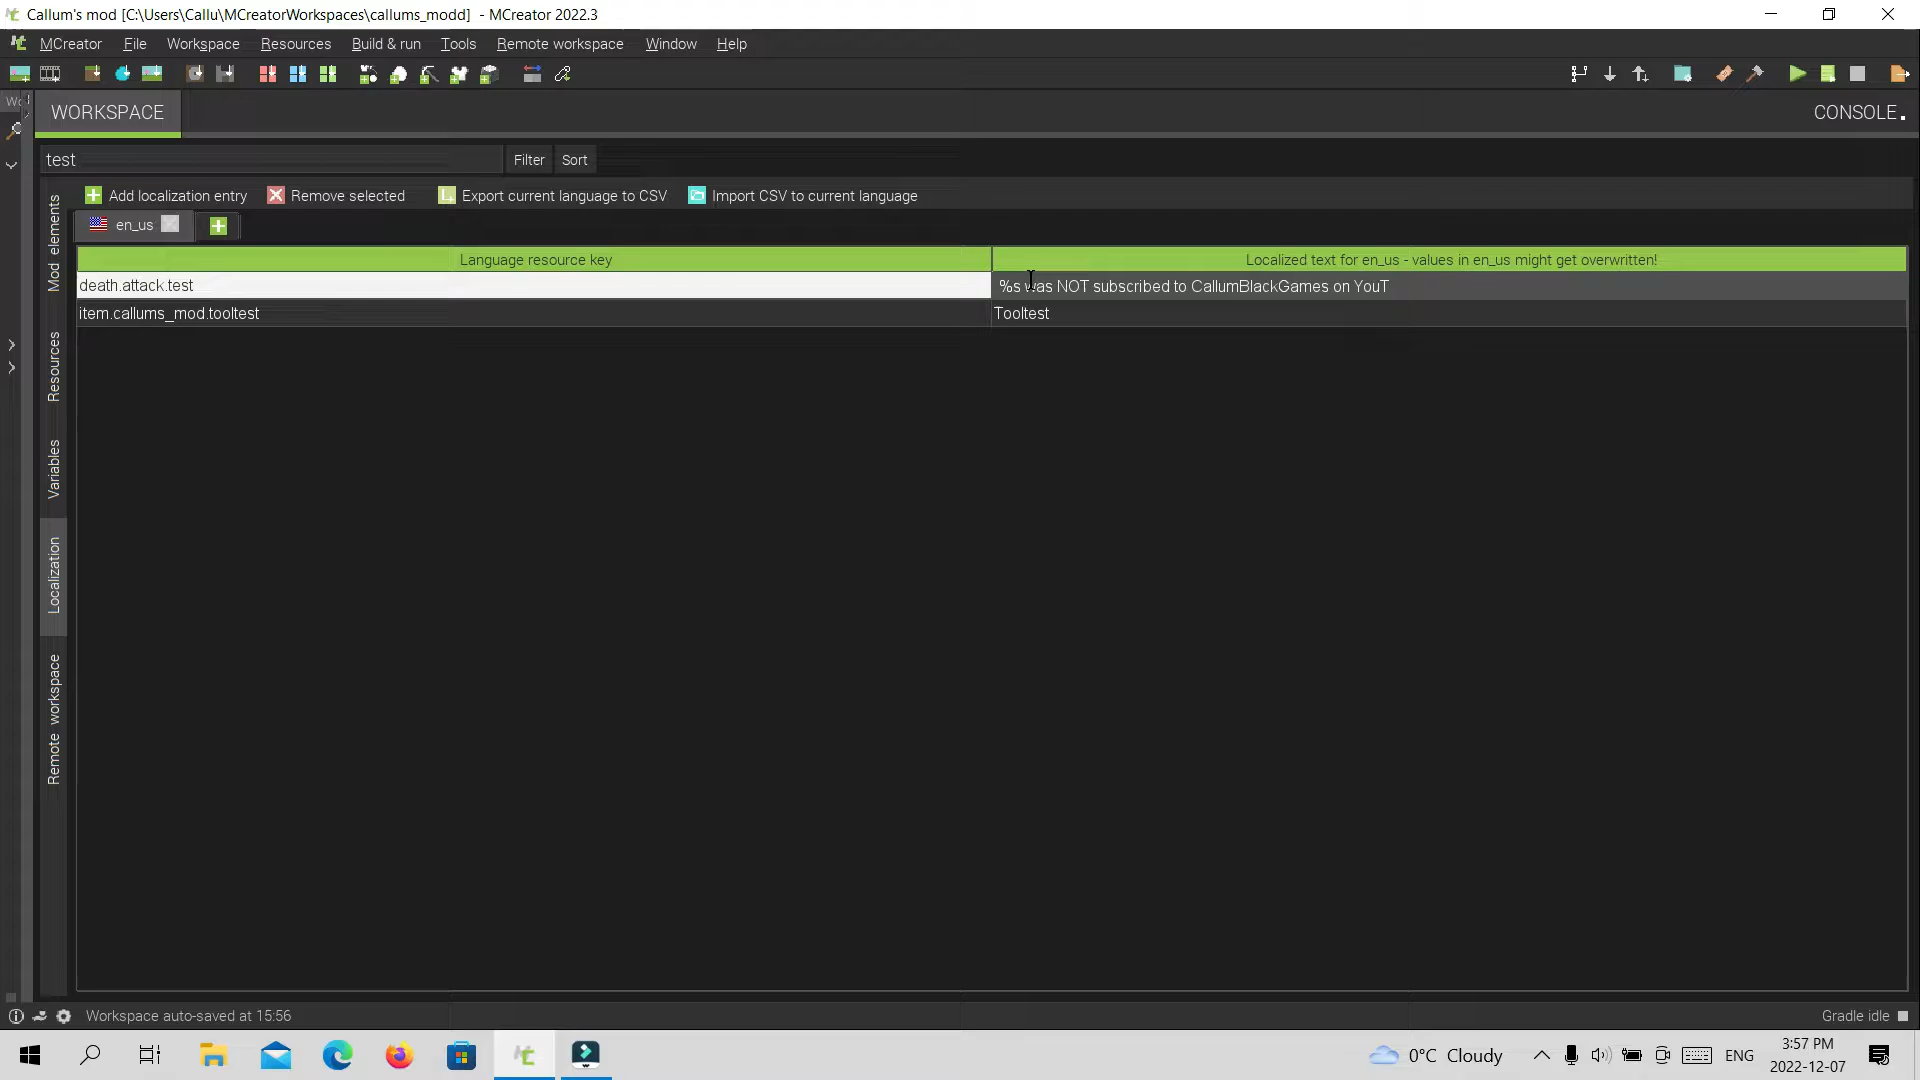 Callum's mod [C:\Users\Callu\MCreatorWorkspaces\callums_modd] - MCreator 2022.3
MCreator File Workspace Resources Build & run Tools Remote workspace Window Help
WORKSPACE
CONSOLE
test
Filter Sort
Add localization entry Remove selected Export current language to CSV Import CSV to current language
en_us
Language resource key Localized text for en_us - values in en_us might get overwritten!
death.attack.test %s was NOT subscribed to CallumBlackGames on YouT
item.callums_mod.tooltest Tooltest
Mod elements
Resources
Variables
Localization
Remote workspace
Workspace auto-saved at 15:56
Gradle idle
0°C Cloudy
ENG
3:57 PM
2022-12-07